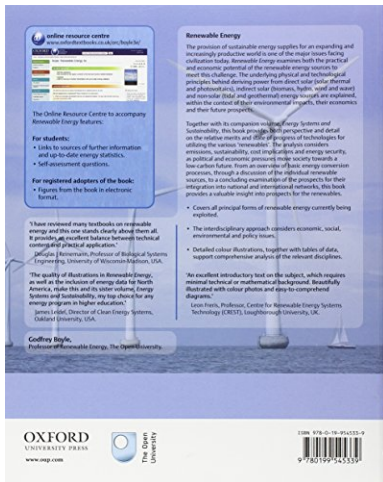 online resource centre
www.oxfordtextbooks.co.uk/orc/boyle3e/
The Online Resource Centre to accompany
Renewable Energy features:
For students:
• Links to sources of further information
and up-to-date energy statistics.
• Self-assessment questions.
For registered adopters of the book:
• Figures from the book in electronic
format.
'I have reviewed many textbooks on renewable
energy and this one stands clearly above them all.
It provides an excellent balance between technical
content and practical application.'
Douglas J Reinemann, Professor of Biological Systems
Engineering, University of Wisconsin-Madison, USA.
'The quality of illustrations in Renewable Energy,
as well as the inclusion of energy data for North
America, make this and its sister volume, Energy
Systems and Sustainability, my top choice for any
energy program in higher education.'
James Leidel, Director of Clean Energy Systems,
Oakland University, USA.
Godfrey Boyle,
Professor of Renewable Energy, The Open University.
Renewable Energy
The provision of sustainable energy supplies for an expanding and
increasingly productive world is one of the major issues facing
civilization today. Renewable Energy examines both the practical
and economic potential of the renewable energy sources to
meet this challenge. The underlying physical and technological
principles behind deriving power from direct solar (solar thermal
and photovoltaic), indirect solar (biomass, hydro, wind and wave)
and non-solar (tidal and geothermal) energy sources are explained,
within the context of their environmental impacts, their economics
and their future prospects.
Together with its companion volume, Energy Systems and
Sustainability, this book provides both perspective and detail
on the relative merits and state of progress of technologies for
utilizing the various 'renewables'. The analysis considers
emissions, sustainability, cost implications and energy security,
as political and economic pressures move society towards a
low-carbon future. From an overview of basic energy conversion
processes, through a discussion of the individual renewable
sources, to a concluding examination of the prospects for their
integration into national and international networks, this book
provides a valuable insight into prospects for the renewables.
• Covers all principal forms of renewable energy currently being
exploited.
• The interdisciplinary approach considers economic, social,
environmental and policy issues.
• Detailed colour illustrations, together with tables of data,
support comprehensive analysis of the relevant disciplines.
'An excellent introductory text on the subject, which requires
minimal technical or mathematical background. Beautifully
illustrated with colour photos and easy-to-comprehend
diagrams.'
Leon Freris, Professor, Centre for Renewable Energy Systems
Technology (CREST), Loughborough University, UK.
OXFORD
UNIVERSITY PRESS
www.oup.com
The Open
University
ISBN 978-0-19-954533-9
9 780199 545339